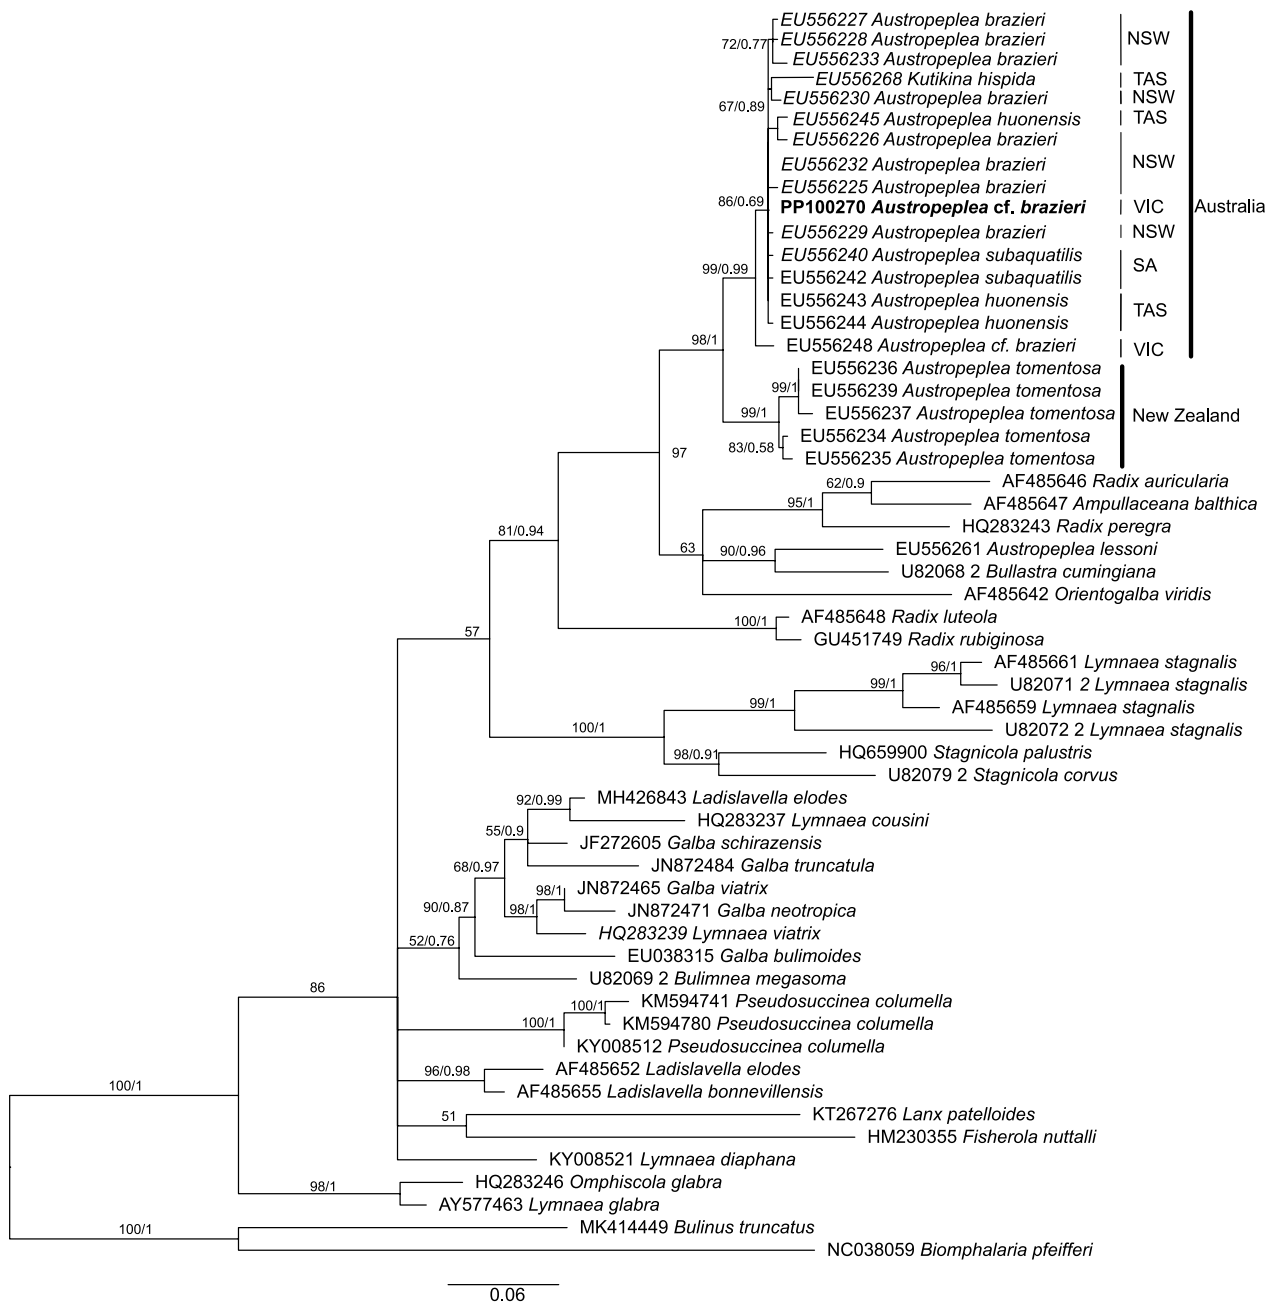 EU556227 Austropeplea brazieri
72/0.77 EU556228 Austropeplea brazieri NSW
EU556233 Austropeplea brazieri
EU556268 Kutikina hispida TAS
67/0.89 EU556230 Austropeplea brazieri NSW
EU556245 Austropeplea huonensis TAS
EU556226 Austropeplea brazieri
EU556232 Austropeplea brazieri NSW
EU556225 Austropeplea brazieri
86/0.69 PP100270 Austropeplea cf. brazieri VIC Australia
EU556229 Austropeplea brazieri NSW
EU556240 Austropeplea subaquatilis
99/0.99 EU556242 Austropeplea subaquatilis SA
EU556243 Austropeplea huonensis
EU556244 Austropeplea huonensis TAS
98/1 EU556248 Austropeplea cf. brazieri VIC
EU556236 Austropeplea tomentosa
99/1 EU556239 Austropeplea tomentosa
99/1 EU556237 Austropeplea tomentosa New Zealand
EU556234 Austropeplea tomentosa
83/0.58 EU556235 Austropeplea tomentosa
97
62/0.9 AF485646 Radix auricularia
95/1 AF485647 Ampullaceana balthica
HQ283243 Radix peregra
81/0.94 63 90/0.96 EU556261 Austropeplea lessoni
U82068 2 Bullastra cumingiana
AF485642 Orientogalba viridis
100/1 AF485648 Radix luteola
57 GU451749 Radix rubiginosa
96/1 AF485661 Lymnaea stagnalis
99/1 U82071 2 Lymnaea stagnalis
99/1 AF485659 Lymnaea stagnalis
100/1 U82072 2 Lymnaea stagnalis
98/0.91 HQ659900 Stagnicola palustris
U82079 2 Stagnicola corvus
92/0.99 MH426843 Ladislavella elodes
HQ283237 Lymnaea cousini
55/0.9 JF272605 Galba schirazensis
68/0.97 JN872484 Galba truncatula
98/1 JN872465 Galba viatrix
90/0.87 98/1 JN872471 Galba neotropica
HQ283239 Lymnaea viatrix
52/0.76 EU038315 Galba bulimoides
U82069 2 Bulimnea megasoma
86 100/1 KM594741 Pseudosuccinea columella
100/1 KM594780 Pseudosuccinea columella
KY008512 Pseudosuccinea columella
96/0.98 AF485652 Ladislavella elodes
100/1 AF485655 Ladislavella bonnevillensis
51 KT267276 Lanx patelloides
HM230355 Fisherola nuttalli
KY008521 Lymnaea diaphana
98/1 HQ283246 Omphiscola glabra
AY577463 Lymnaea glabra
100/1 MK414449 Bulinus truncatus
NC038059 Biomphalaria pfeifferi
0.06